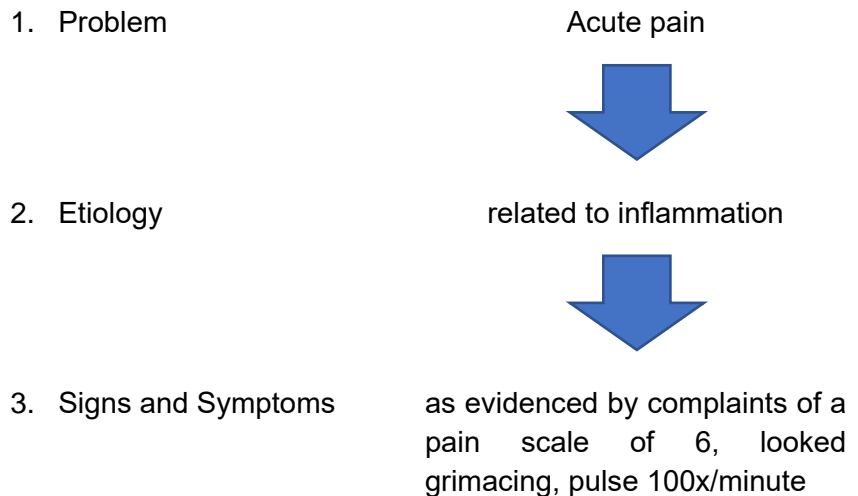 1. Problem Acute pain
2. Etiology related to inflammation
3. Signs and Symptoms as evidenced by complaints of a
pain scale of 6, looked
grimacing, pulse 100x/minute